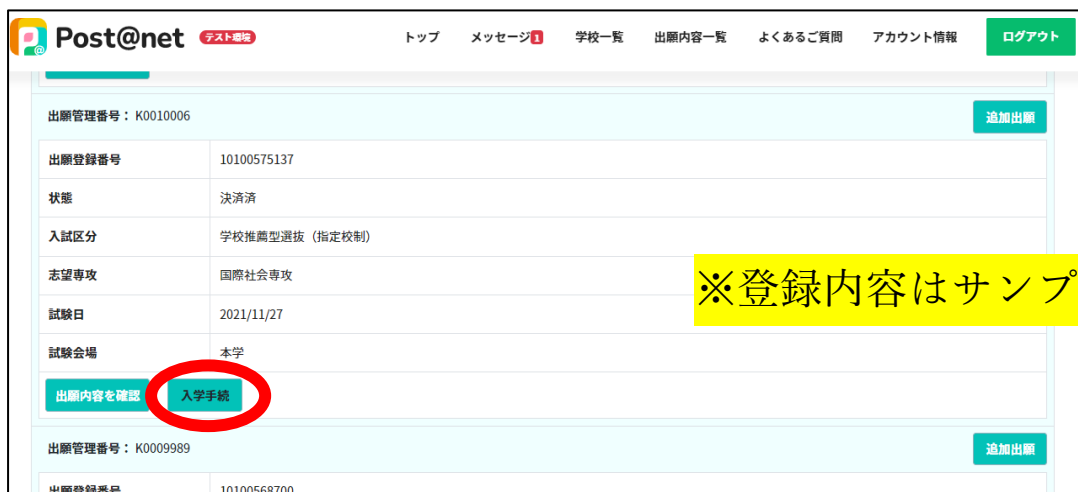 Post@net テスト環境 トップ メッセージ1 学校一覧 出願内容一覧 よくあるご質問 アカウント情報 ログアウト
出願管理番号： K0010006 追加出願
出願登録番号 10100575137
状態 決済済
入試区分 学校推薦型選抜（指定校制）
志望専攻 国際社会専攻
※登録内容はサンプ
試験日 2021/11/27
試験会場 本学
出願内容を確認 入学手続
出願管理番号： K0009989 追加出願
出願登録番号 10100568700